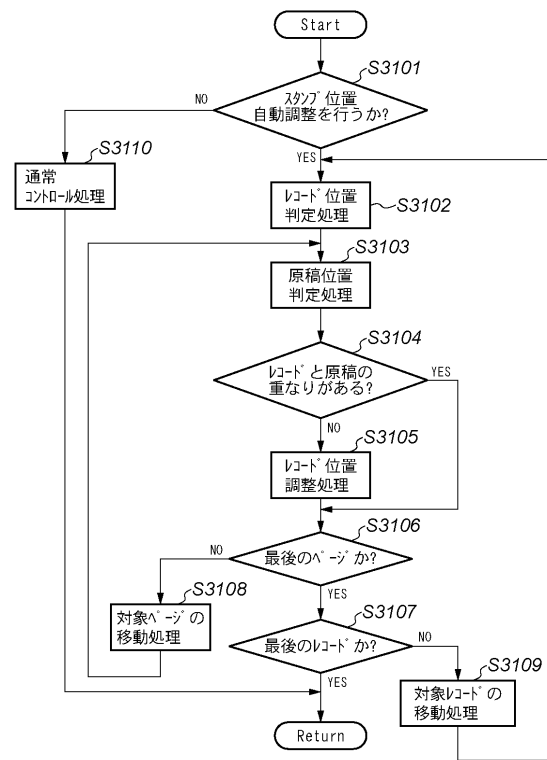 Start
S3101
スタンプ位置
自動調整を行うか?
NO
YES
S3110
通常
コントロール処理
レコード位置
判定処理
S3102
S3103
原稿位置
判定処理
S3104
レコードと原稿の
重なりがある?
YES
NO
S3105
レコード位置
調整処理
S3106
最後のページか?
NO
YES
S3108
対象ページの
移動処理
S3107
最後のレコードか?
NO
YES
S3109
対象レコードの
移動処理
Return